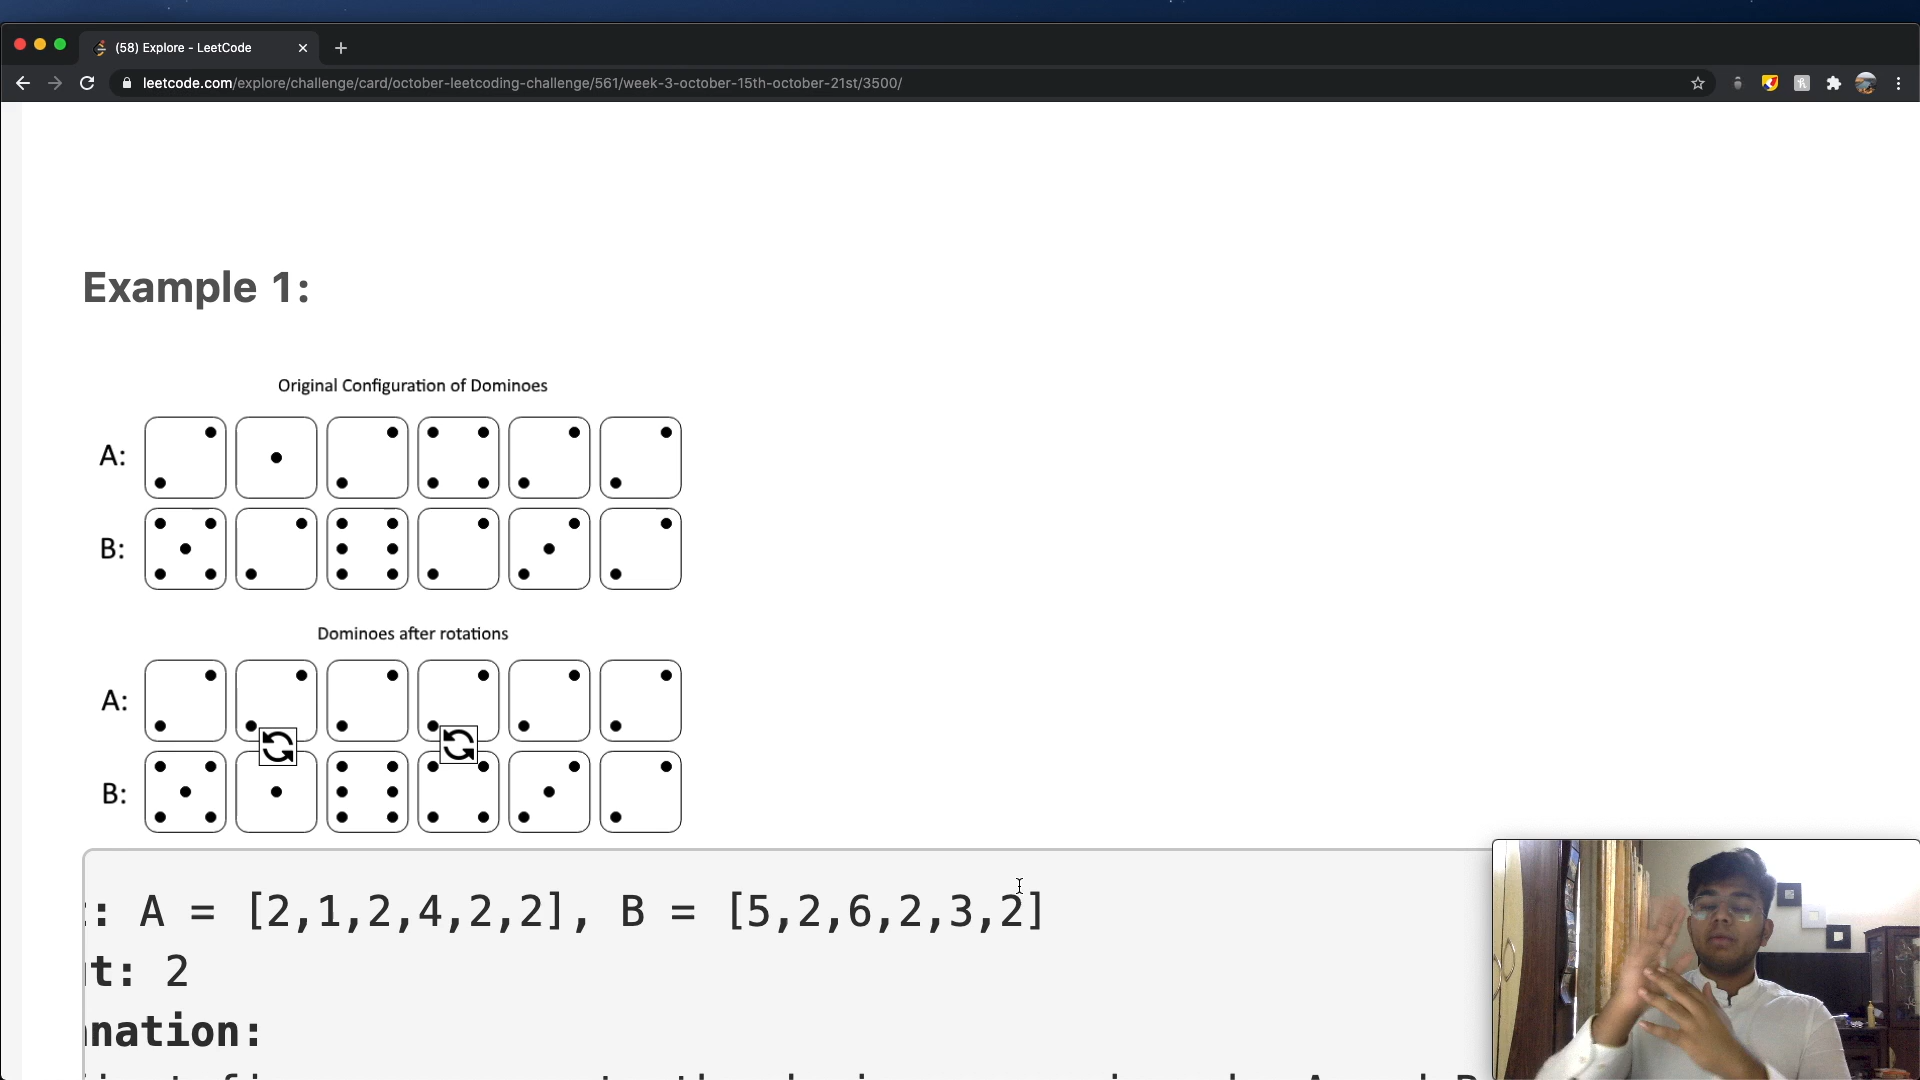 (58) Explore - LeetCode
leetcode.com/explore/challenge/card/october-leetcoding-challenge/561/week-3-october-15th-october-21st/3500/
Example 1:
Original Configuration of Dominoes
A:
B:
Dominoes after rotations
A:
B:
: A = [2,1,2,4,2,2], B = [5,2,6,2,3,2]
t: 2
nation: